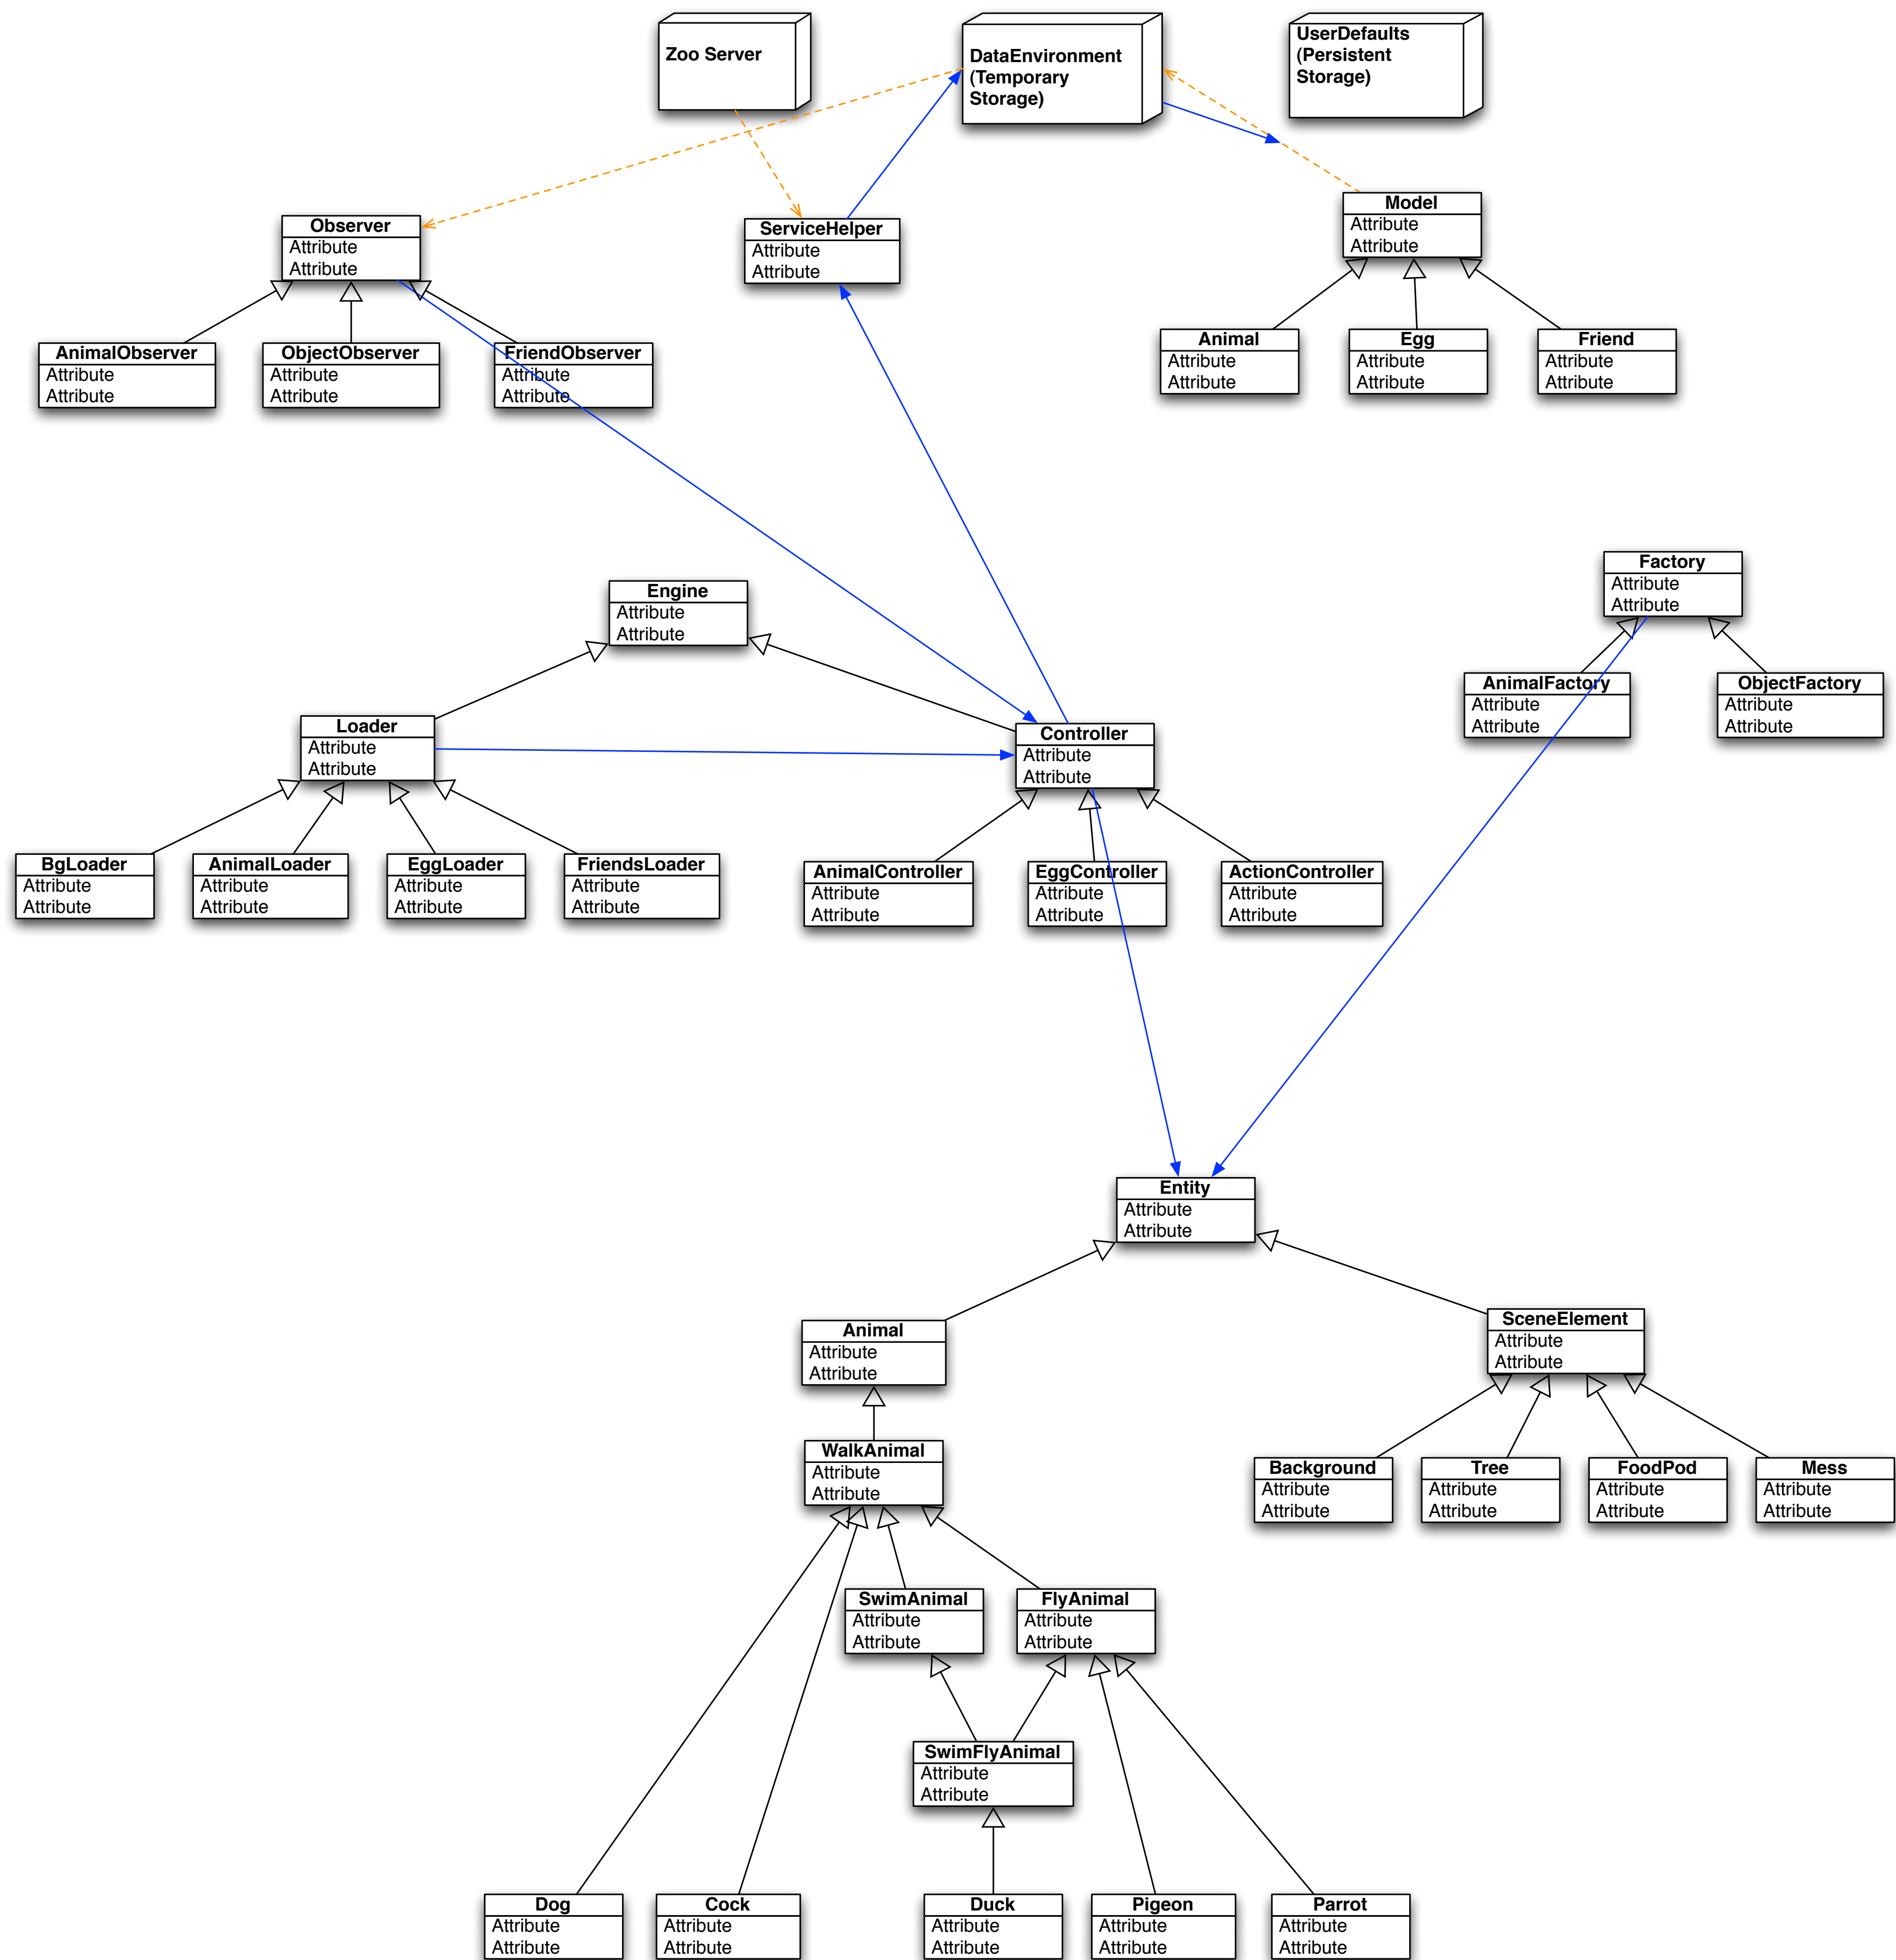 Zoo Server
DataEnvironment
(Temporary
Storage)
UserDefaults
(Persistent
Storage)
Observer
Attribute
Attribute
ServiceHelper
Attribute
Attribute
Model
Attribute
Attribute
AnimalObserver
Attribute
Attribute
ObjectObserver
Attribute
Attribute
FriendObserver
Attribute
Attribute
Animal
Attribute
Attribute
Egg
Attribute
Attribute
Friend
Attribute
Attribute
Engine
Attribute
Attribute
Factory
Attribute
Attribute
AnimalFactory
Attribute
Attribute
ObjectFactory
Attribute
Attribute
Loader
Attribute
Attribute
Controller
Attribute
Attribute
BgLoader
Attribute
Attribute
AnimalLoader
Attribute
Attribute
EggLoader
Attribute
Attribute
FriendsLoader
Attribute
Attribute
AnimalController
Attribute
Attribute
EggController
Attribute
Attribute
ActionController
Attribute
Attribute
Entity
Attribute
Attribute
Animal
Attribute
Attribute
SceneElement
Attribute
Attribute
WalkAnimal
Attribute
Attribute
Background
Attribute
Attribute
Tree
Attribute
Attribute
FoodPod
Attribute
Attribute
Mess
Attribute
Attribute
SwimAnimal
Attribute
Attribute
FlyAnimal
Attribute
Attribute
SwimFlyAnimal
Attribute
Attribute
Dog
Attribute
Attribute
Cock
Attribute
Attribute
Duck
Attribute
Attribute
Pigeon
Attribute
Attribute
Parrot
Attribute
Attribute